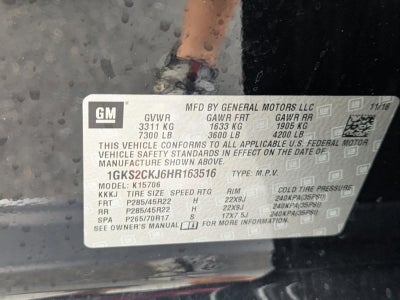 GM
MFD BY GENERAL MOTORS LLC
11/16
GVWR GAWR FRT GAWR RR
3311 KG 1633 KG 1905 KG
7300 LB 3600 LB 4200 LB
THIS VEHICLE CONFORMS TO ALL APPLICABLE U.S. FEDERAL MOTOR
VEHICLE SAFETY, BUMPER, AND THEFT PREVENTION STANDARDS IN EFFECT ON THE DATE OF
MANUFACTURE SHOWN ABOVE.
1GKS2CKJ6HR163516 TYPE: M.P.V.
MODEL: K15706
KKKJ TIRE SIZE SPEED RTG RIM COLD TIRE PRESSURE
FRT P285/45R22 H 22X9J 240KPA(35PSI)
RR P285/45R22 H 22X9J 240KPA(35PSI)
SPA P265/70R17 S 17X7.5J 240KPA(35PSI)
SEE OWNER'S MANUAL FOR MORE INFORMATION.